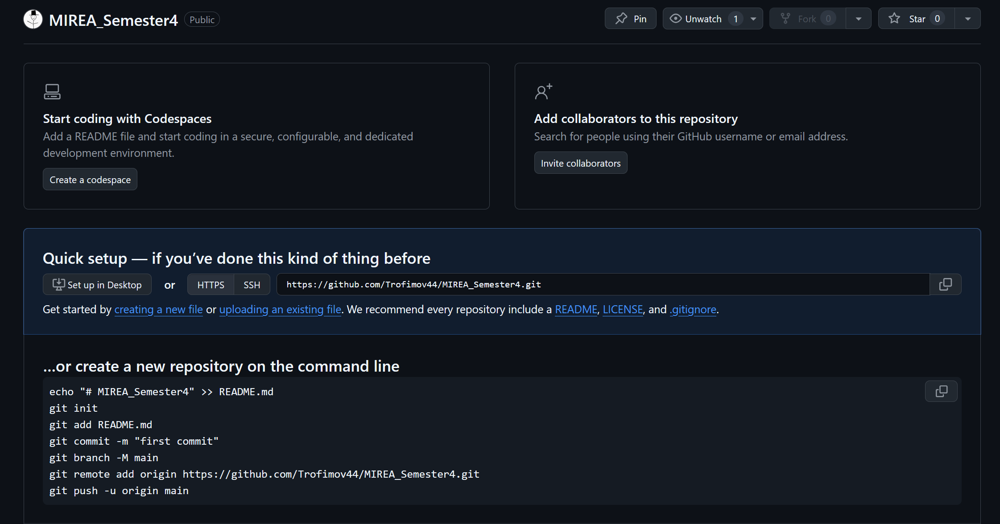 MIREA_Semester4 Public
Pin Unwatch 1 Fork 0 Star 0
Start coding with Codespaces
Add a README file and start coding in a secure, configurable, and dedicated
development environment.
Create a codespace
Add collaborators to this repository
Search for people using their GitHub username or email address.
Invite collaborators
Quick setup — if you’ve done this kind of thing before
Set up in Desktop or HTTPS SSH https://github.com/Trofimov44/MIREA_Semester4.git
Get started by creating a new file or uploading an existing file. We recommend every repository include a README, LICENSE, and .gitignore.
…or create a new repository on the command line
echo "# MIREA_Semester4" >> README.md
git init
git add README.md
git commit -m "first commit"
git branch -M main
git remote add origin https://github.com/Trofimov44/MIREA_Semester4.git
git push -u origin main